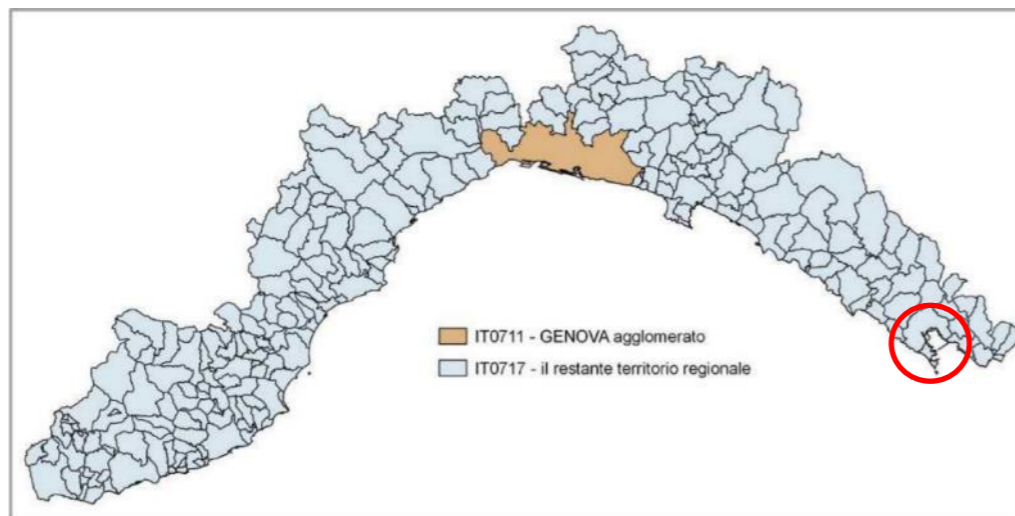 IT0711 - GENOVA agglomerato
IT0717 - il restante territorio regionale